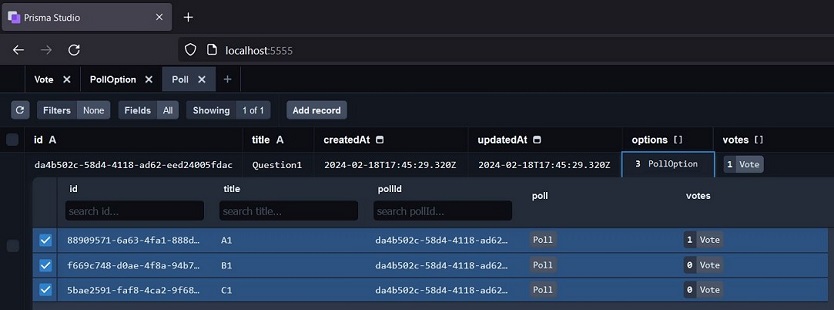 Prisma Studio
localhost:5555
Vote PollOption Poll
Filters None Fields All Showing 1 of 1 Add record
id A title A createdAt updatedAt options [] votes []
da4b502c-58d4-4118-ad62-eed24005fdac Question1 2024-02-18T17:45:29.320Z 2024-02-18T17:45:29.320Z 3 PollOption 1 Vote
id title pollId poll votes
search id... search title... search pollId...
88909571-6a63-4fa1-888d… A1 da4b502c-58d4-4118-ad62… Poll 1 Vote
f669c748-d0ae-4f8a-94b7… B1 da4b502c-58d4-4118-ad62… Poll 0 Vote
5bae2591-faf8-4ca2-9f68… C1 da4b502c-58d4-4118-ad62… Poll 0 Vote